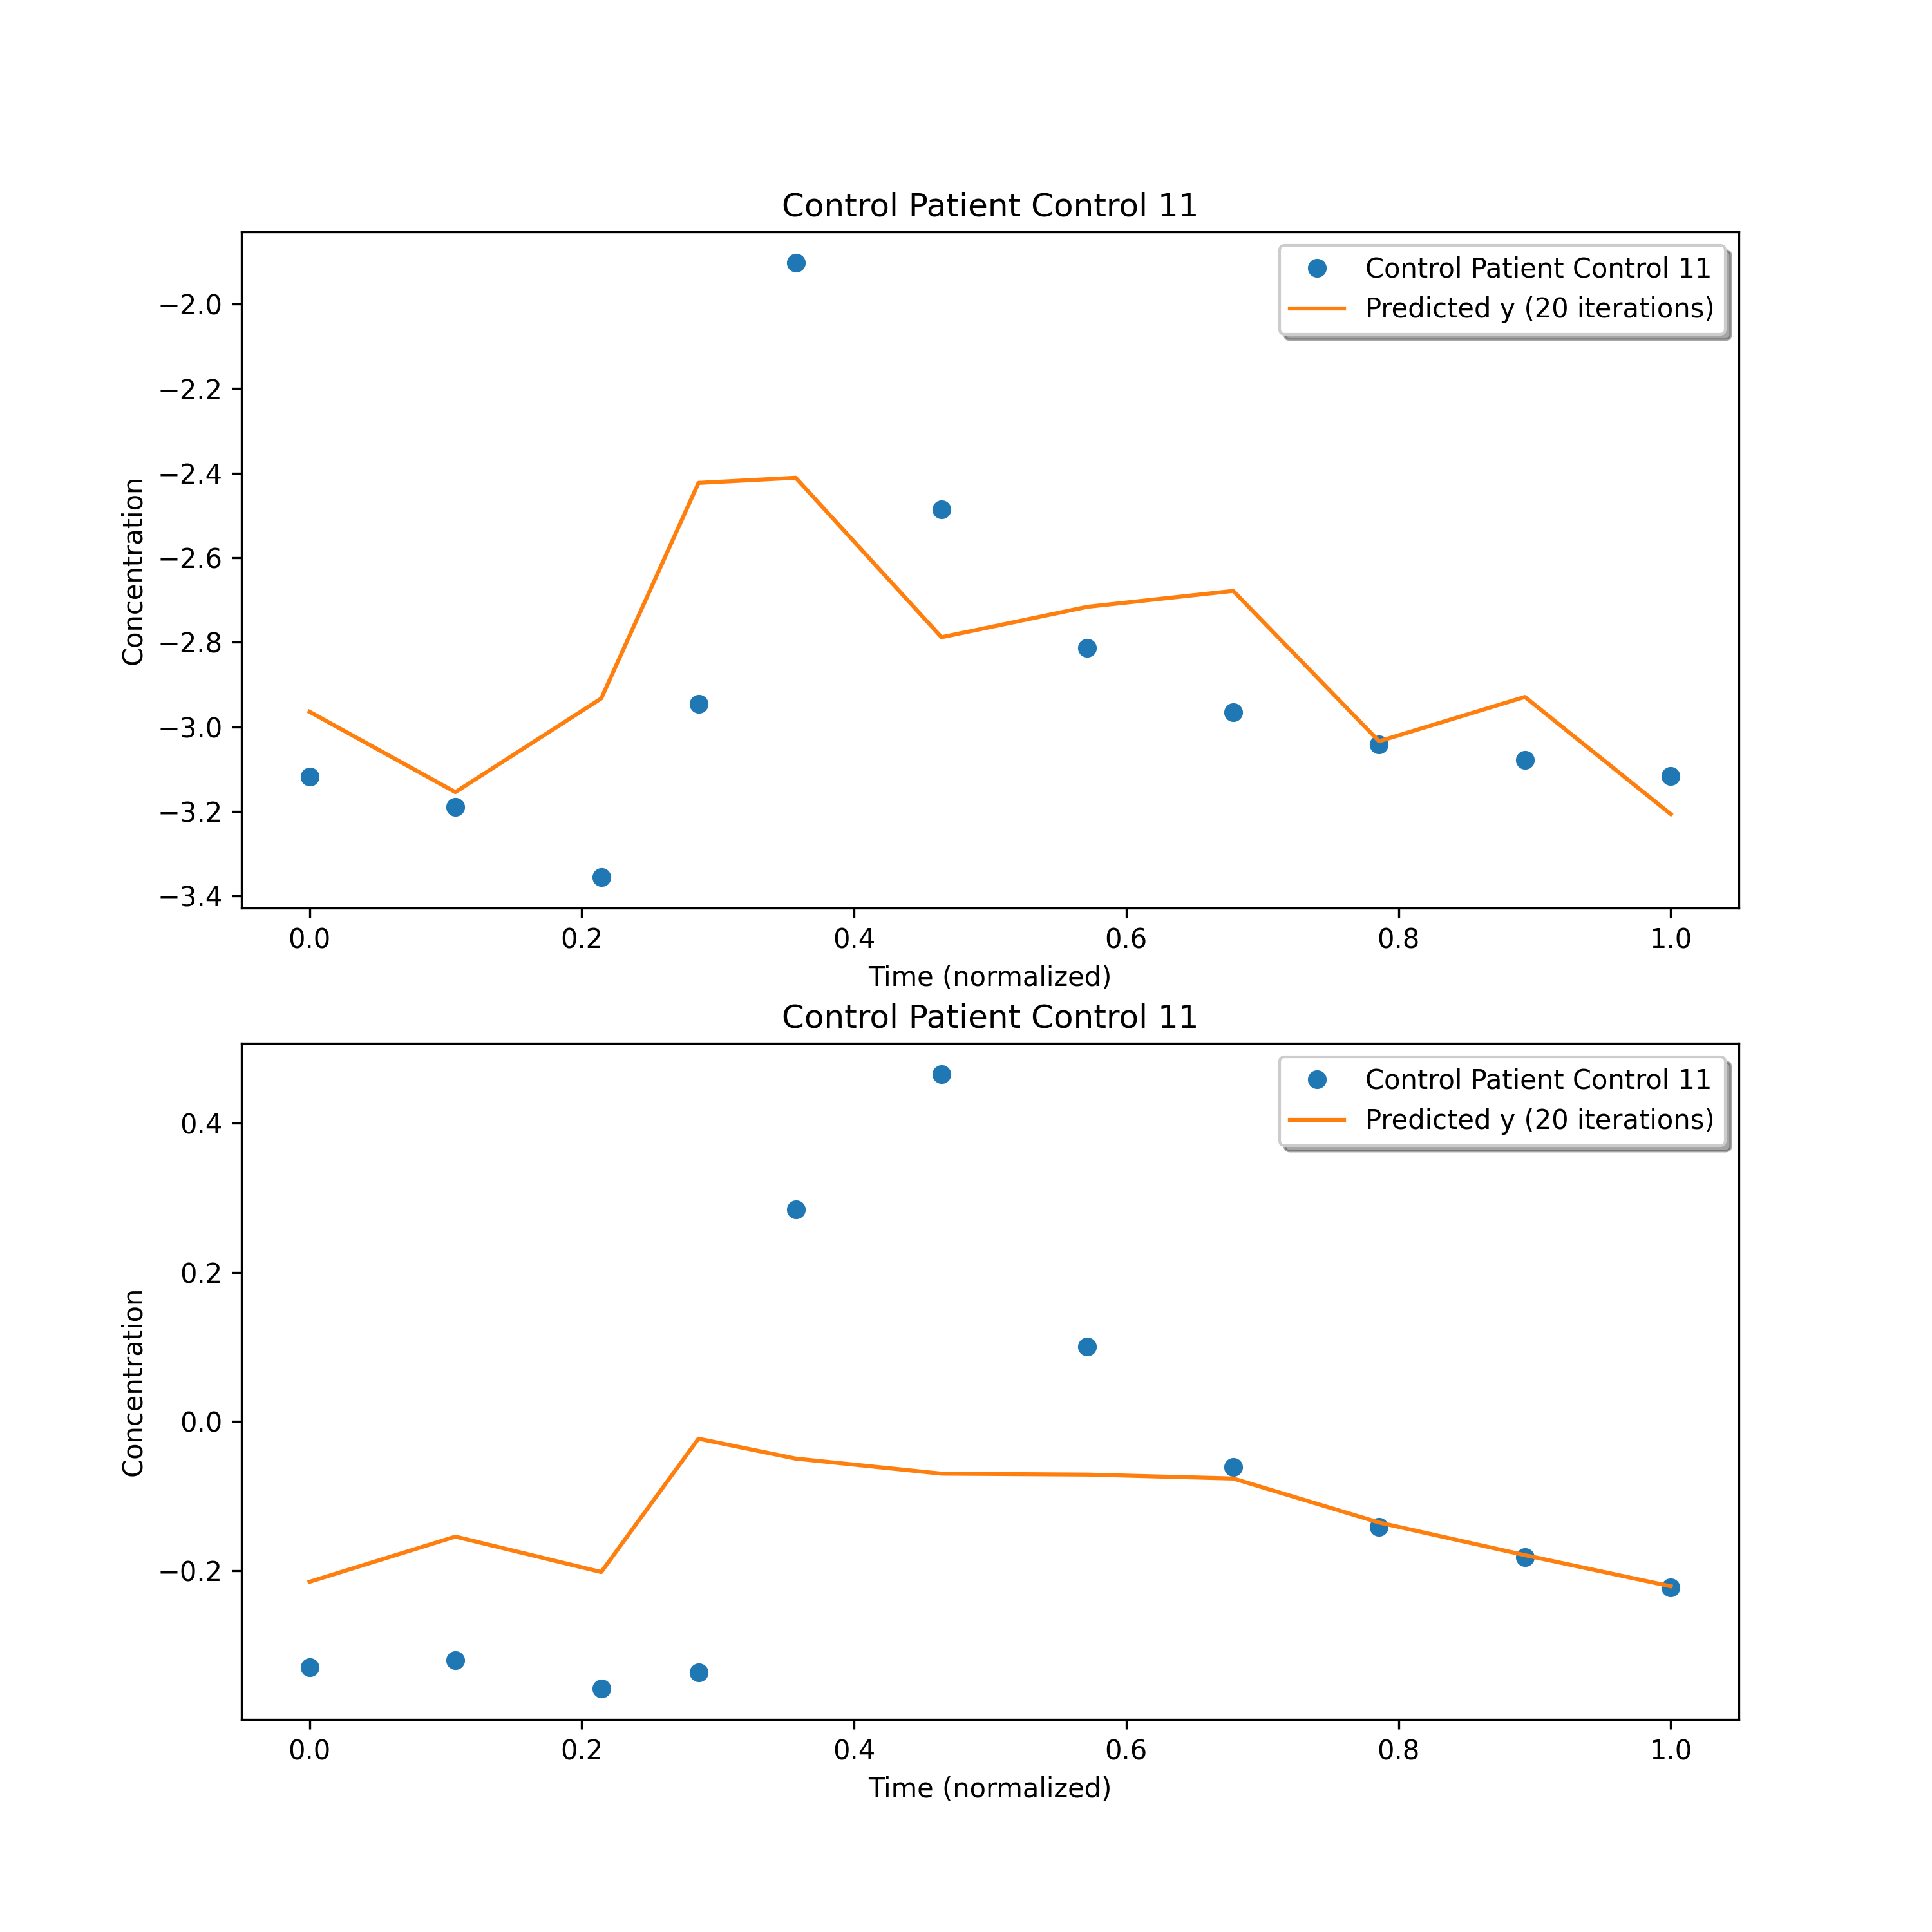 Control Patient Control 11
Control Patient Control 11
Predicted y (20 iterations)
−2.0
−2.2
−2.4
−2.6
−2.8
−3.0
−3.2
−3.4
Concentration
0.0 0.2 0.4 0.6 0.8 1.0
Time (normalized)
Control Patient Control 11
Control Patient Control 11
Predicted y (20 iterations)
0.4
0.2
0.0
−0.2
Concentration
0.0 0.2 0.4 0.6 0.8 1.0
Time (normalized)